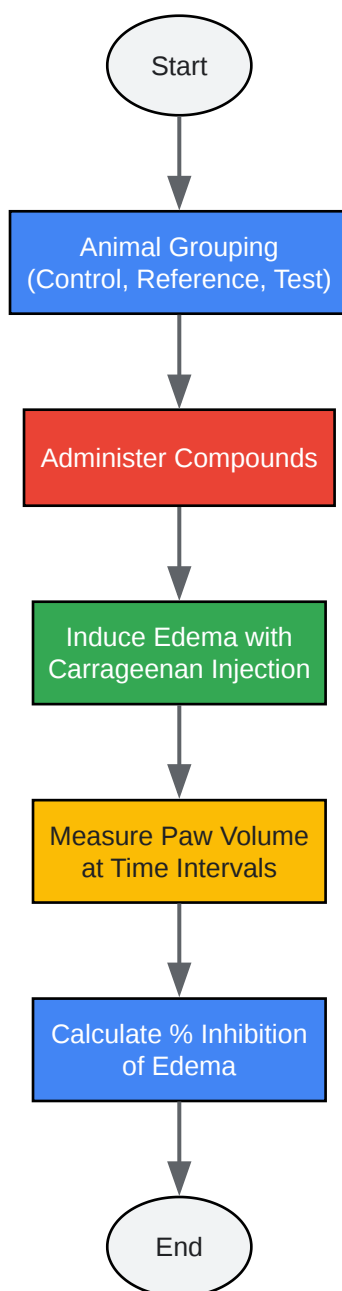 Start
Animal Grouping
(Control, Reference, Test)
Administer Compounds
Induce Edema with
Carrageenan Injection
Measure Paw Volume
at Time Intervals
Calculate % Inhibition
of Edema
End